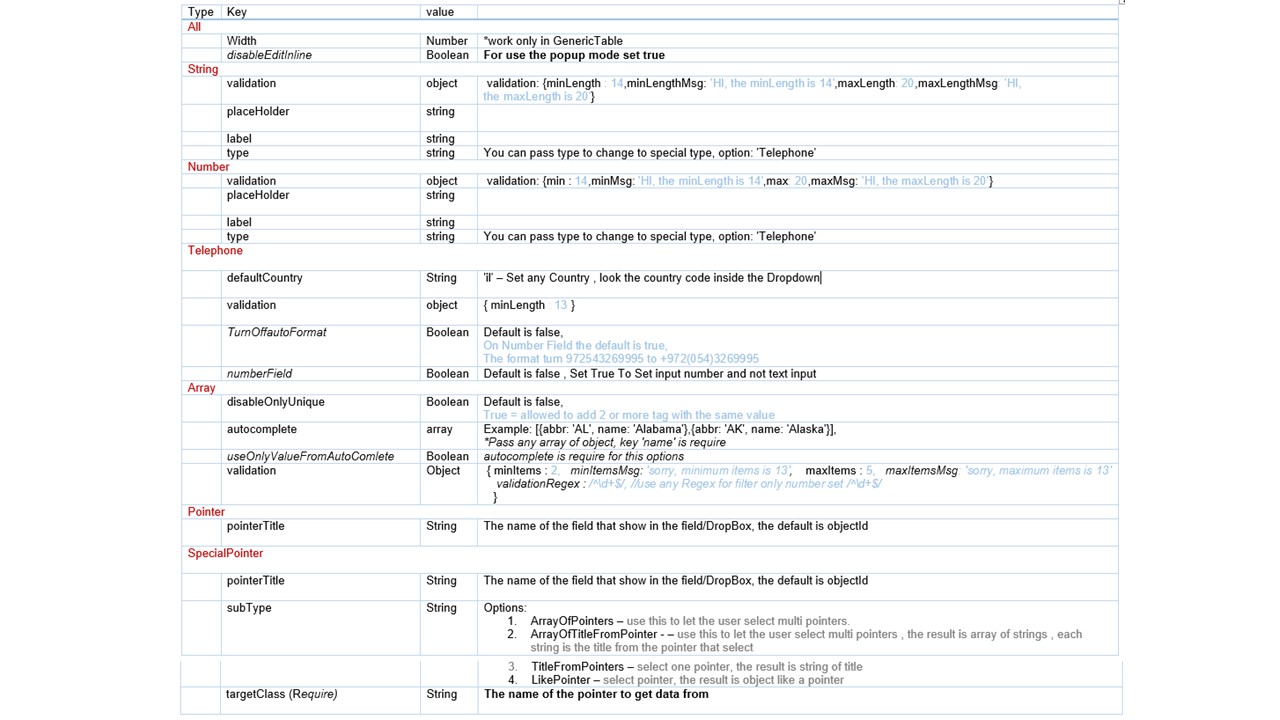 Type Key value
All
Width Number *work only in GenericTable
disableEditInline Boolean For use the popup mode set true
String
validation object validation: {minLength : 14,minLengthMsg: 'HI, the minLength is 14',maxLength: 20,maxLengthMsg: 'HI,
the maxLength is 20'}
placeHolder string
label string
type string You can pass type to change to special type, option: 'Telephone'
Number
validation object validation: {min : 14,minMsg: 'HI, the minLength is 14',max: 20,maxMsg: 'HI, the maxLength is 20'}
placeHolder string
label string
type string You can pass type to change to special type, option: 'Telephone'
Telephone
defaultCountry String 'il' – Set any Country , look the country code inside the Dropdown
validation object { minLength : 13 }
TurnOffautoFormat Boolean Default is false,
On Number Field the default is true,
The format turn 972543269995 to +972(054)3269995
numberField Boolean Default is false , Set True To Set input number and not text input
Array
disableOnlyUnique Boolean Default is false,
True = allowed to add 2 or more tag with the same value
autocomplete array Example: [{abbr: 'AL', name: 'Alabama'},{abbr: 'AK', name: 'Alaska'}],
*Pass any array of object, key 'name' is require
useOnlyValueFromAutoComlete Boolean autocomplete is require for this options
validation Object { minItems : 2, minItemsMsg: 'sorry, minimum items is 13', maxItems : 5, maxItemsMsg: 'sorry, maximum items is 13'
validationRegex : /^\d+$/, //use any Regex for filter only number set /^\d+$/
}
Pointer
pointerTitle String The name of the field that show in the field/DropBox, the default is objectId
SpecialPointer
pointerTitle String The name of the field that show in the field/DropBox, the default is objectId
subType String Options:
1. ArrayOfPointers – use this to let the user select multi pointers.
2. ArrayOfTitleFromPointer - – use this to let the user select multi pointers , the result is array of strings , each
string is the title from the pointer that select
3. TitleFromPointers – select one pointer, the result is string of title
4. LikePointer – select pointer, the result is object like a pointer
targetClass (Require) String The name of the pointer to get data from